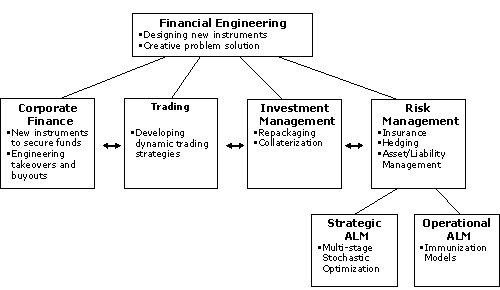 Financial Engineering
▪Designing new instruments
▪Creative problem solution
Corporate
Finance
▪New instruments
to secure funds
▪Engineering
takeovers and
buyouts
Trading
▪Developing
dynamic trading
strategies
Investment
Management
▪Repackaging
▪Collaterization
Risk
Management
▪Insurance
▪Hedging
▪Asset/Liability
Management
Strategic
ALM
▪Multi-stage
Stochastic
Optimization
Operational
ALM
▪Immunization
Models